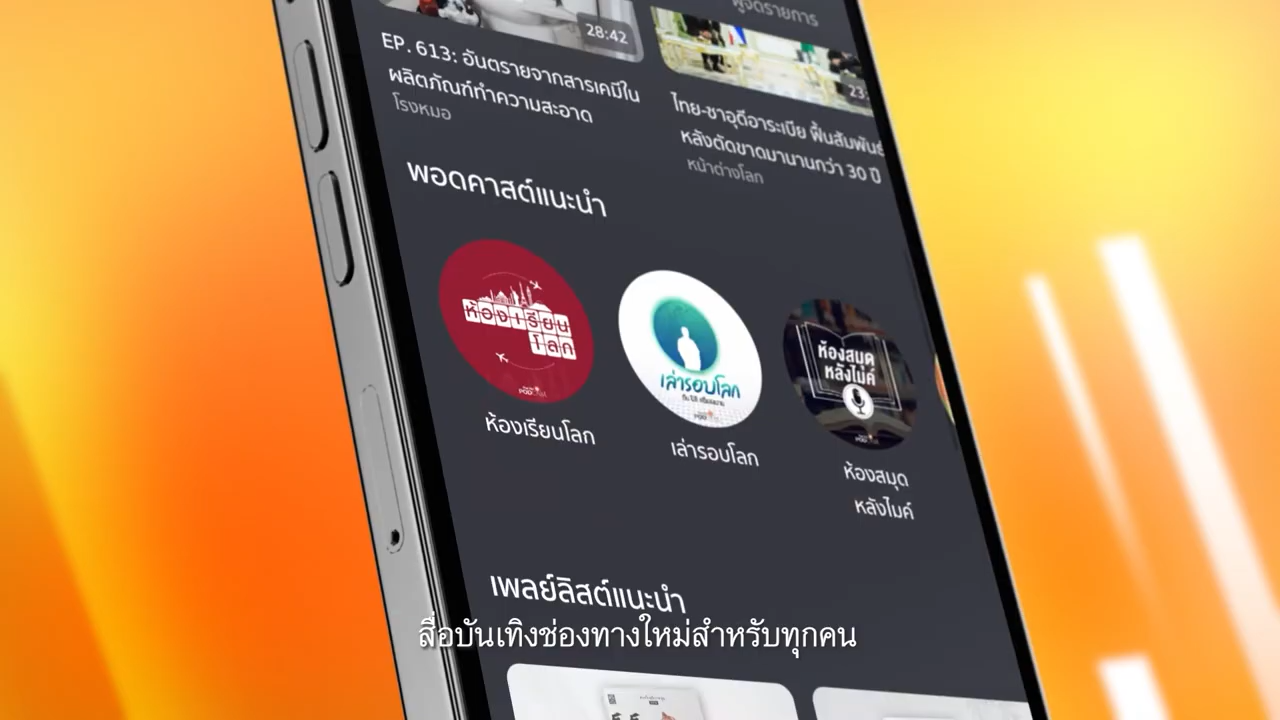 ผู้จัดรายการ
28:42
EP. 613: อันตรายจากสารเคมีใน
ผลิตภัณฑ์ทำความสะอาด
โรงหมอ
23:
ไทย-ซาอุดีอาระเบีย ฟื้นสัมพันธ์
หลังตัดขาดมานานกว่า 30 ปี
หน้าต่างโลก
พอดคาสต์แนะนำ
ห้องเรียน
โลก
ห้องเรียนโลก
เล่ารอบโลก
เล่ารอบโลก
ห้องสมุด
หลังไมค์
ห้องสมุด
หลังไมค์
เพลย์ลิสต์แนะนำ
สื่อบันเทิงช่องทางใหม่สำหรับทุกคน